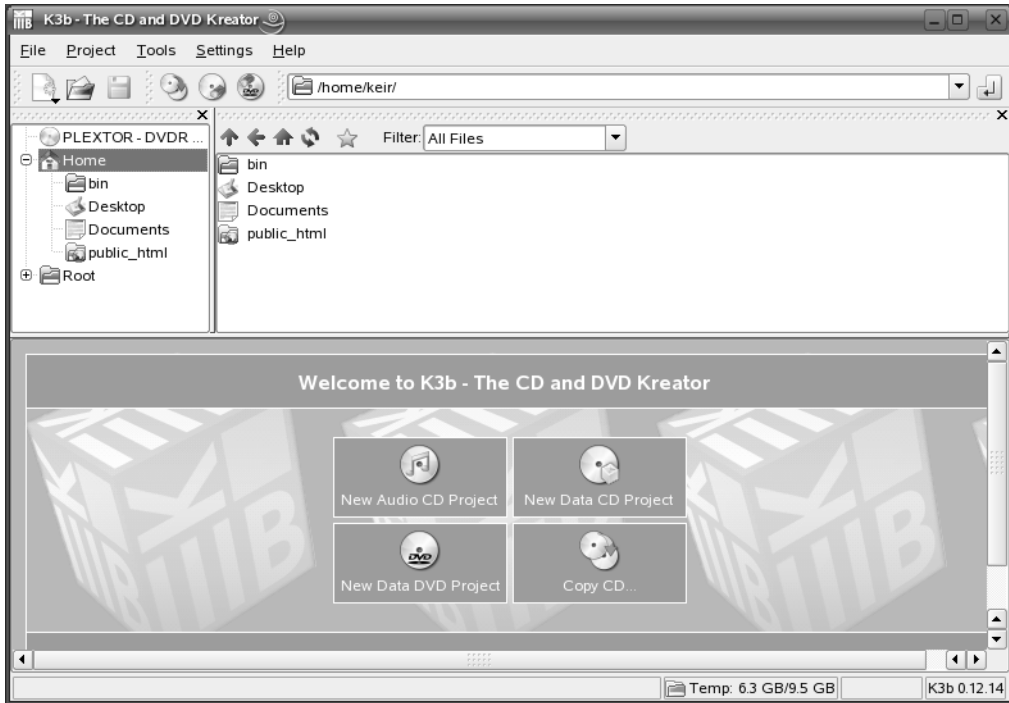 K3b - The CD and DVD Kreator
File Project Tools Settings Help
/home/keir/
PLEXTOR - DVDR ...
Home
bin
Desktop
Documents
public_html
Root
Filter: All Files
bin
Desktop
Documents
public_html
Welcome to K3b - The CD and DVD Kreator
New Audio CD Project
New Data CD Project
DVD
New Data DVD Project
Copy CD...
Temp: 6.3 GB/9.5 GB
K3b 0.12.14